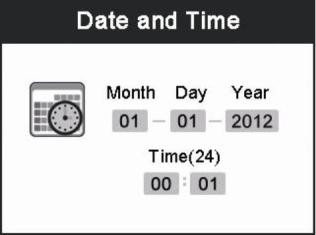 Date and Time
Month Day Year
01 – 01 – 2012
Time(24)
00 : 01